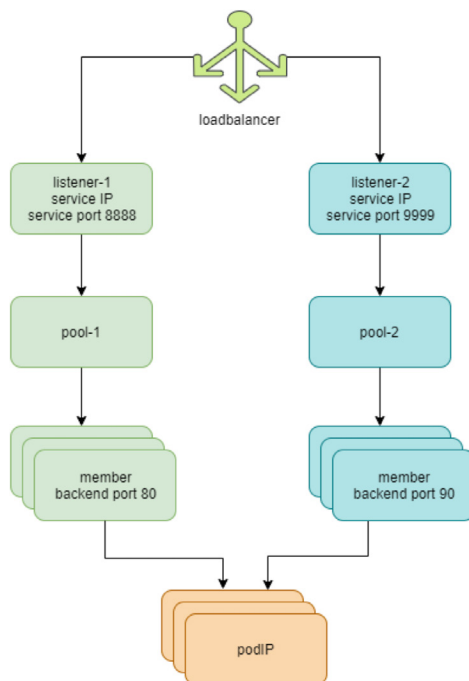 loadbalancer
listener-1
service IP
service port 8888
listener-2
service IP
service port 9999
pool-1
pool-2
member
backend port 80
member
backend port 90
podIP